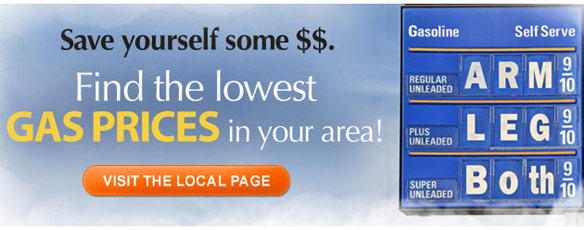 Save yourself some $$.
Find the lowest
GAS PRICES in your area!
VISIT THE LOCAL PAGE
Gasoline Self Serve
REGULAR UNLEADED ARM 9/10
PLUS UNLEADED LEG 9/10
SUPER UNLEADED Both 9/10